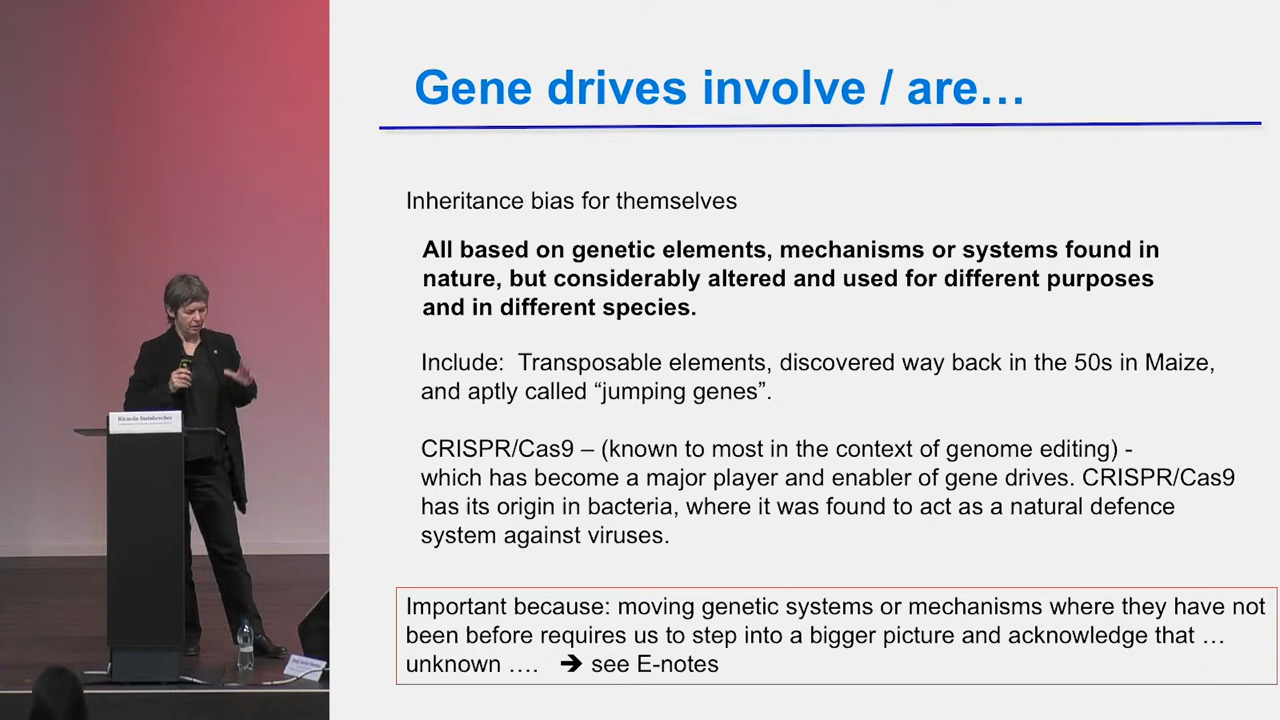 Gene drives involve / are…
Inheritance bias for themselves
All based on genetic elements, mechanisms or systems found in
nature, but considerably altered and used for different purposes
and in different species.
Include:  Transposable elements, discovered way back in the 50s in Maize,
and aptly called “jumping genes”.
CRISPR/Cas9 – (known to most in the context of genome editing) -
which has become a major player and enabler of gene drives. CRISPR/Cas9
has its origin in bacteria, where it was found to act as a natural defence
system against viruses.
Important because: moving genetic systems or mechanisms where they have not
been before requires us to step into a bigger picture and acknowledge that …
unknown …. ➔ see E-notes
Ricarda Steinbrecher